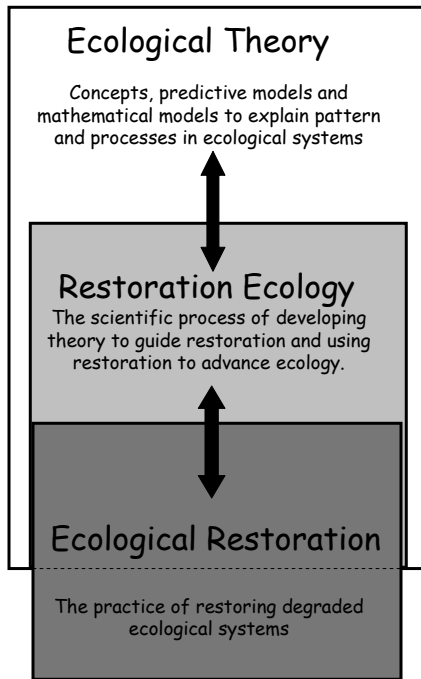 Ecological Theory
Concepts, predictive models and
mathematical models to explain pattern
and processes in ecological systems
Restoration Ecology
The scientific process of developing
theory to guide restoration and using
restoration to advance ecology.
Ecological Restoration
The practice of restoring degraded
ecological systems